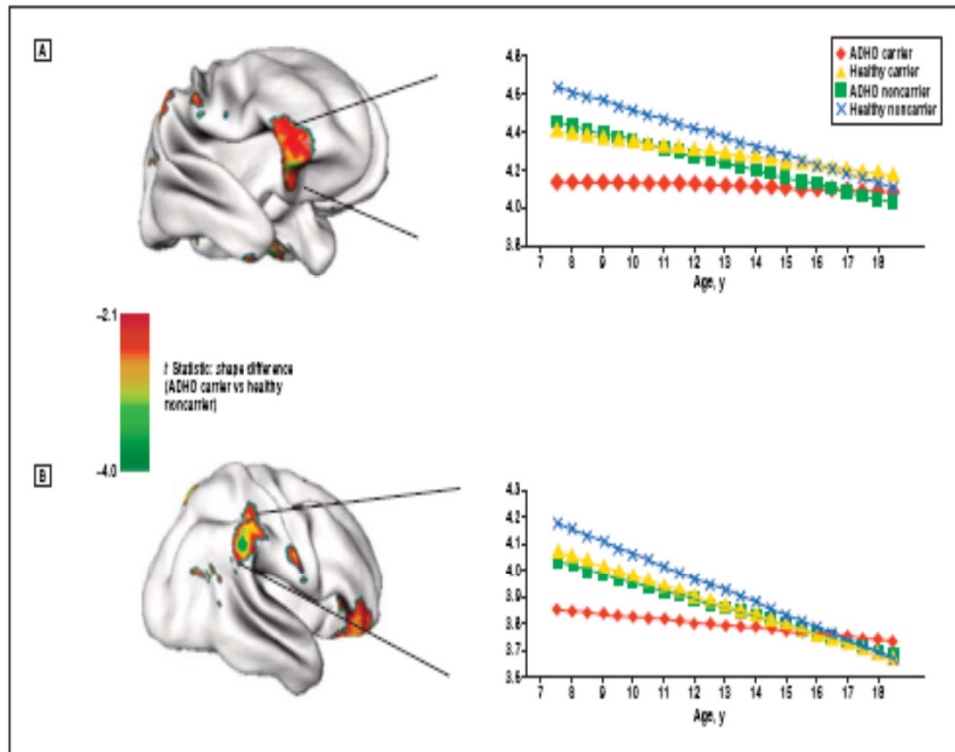 A
4.8
4.6
4.4
4.2
4.0
3.8
7 8 9 10 11 12 13 14 15 16 17 18
Age, y
ADHO carrier
Healthy carrier
ADHO noncarrier
Healthy noncarrier
–2.1
–4.0
t Statistic: shape difference
(ADHO carrier vs healthy
noncarrier)
B
4.3
4.2
4.1
4.0
3.9
3.8
3.7
3.6
7 8 9 10 11 12 13 14 15 16 17 18
Age, y